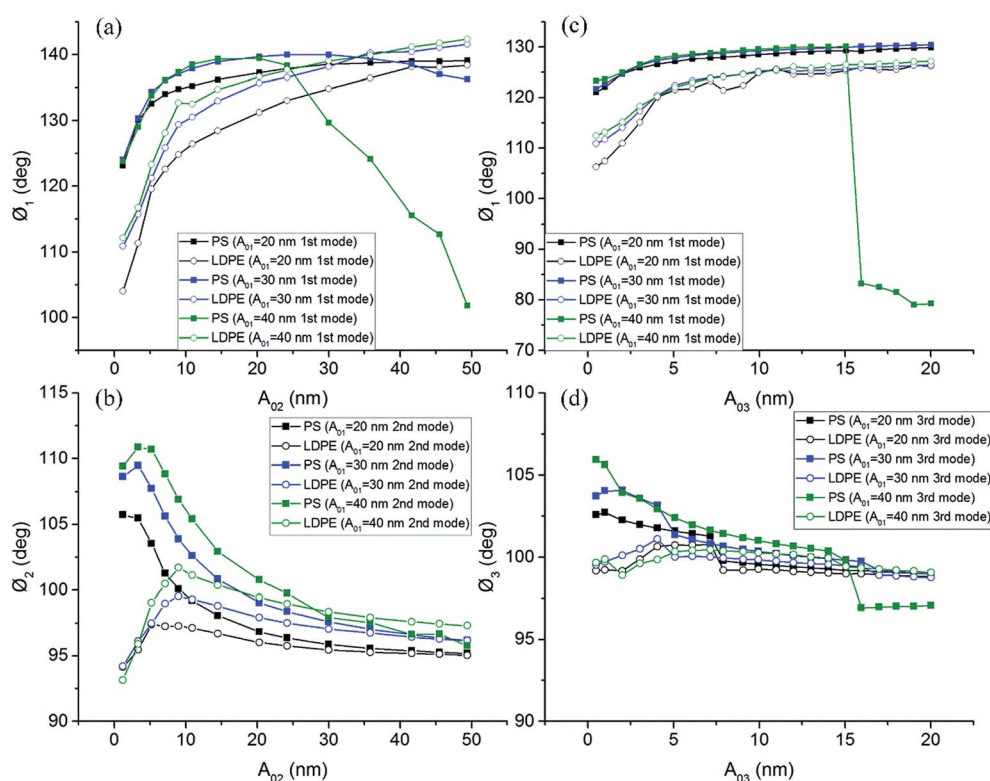 (a)
140
130
120
110
100
Ø₁ (deg)
PS (A₀₁=20 nm 1st mode)
LDPE (A₀₁=20 nm 1st mode)
PS (A₀₁=30 nm 1st mode)
LDPE (A₀₁=30 nm 1st mode)
PS (A₀₁=40 nm 1st mode)
LDPE (A₀₁=40 nm 1st mode)
0 10 20 30 40 50
A₀₂ (nm)
(c)
130
120
110
100
90
80
70
Ø₁ (deg)
PS (A₀₁=20 nm 1st mode)
LDPE (A₀₁=20 nm 1st mode)
PS (A₀₁=30 nm 1st mode)
LDPE (A₀₁=30 nm 1st mode)
PS (A₀₁=40 nm 1st mode)
LDPE (A₀₁=40 nm 1st mode)
0 5 10 15 20
A₀₃ (nm)
(b)
115
110
105
100
95
90
Ø₂ (deg)
PS (A₀₁=20 nm 2nd mode)
LDPE (A₀₁=20 nm 2nd mode)
PS (A₀₁=30 nm 2nd mode)
LDPE (A₀₁=30 nm 2nd mode)
PS (A₀₁=40 nm 2nd mode)
LDPE (A₀₁=40 nm 2nd mode)
0 10 20 30 40 50
A₀₂ (nm)
(d)
110
105
100
95
90
Ø₃ (deg)
PS (A₀₁=20 nm 3rd mode)
LDPE (A₀₁=20 nm 3rd mode)
PS (A₀₁=30 nm 3rd mode)
LDPE (A₀₁=30 nm 3rd mode)
PS (A₀₁=40 nm 3rd mode)
LDPE (A₀₁=40 nm 3rd mode)
0 5 10 15 20
A₀₃ (nm)